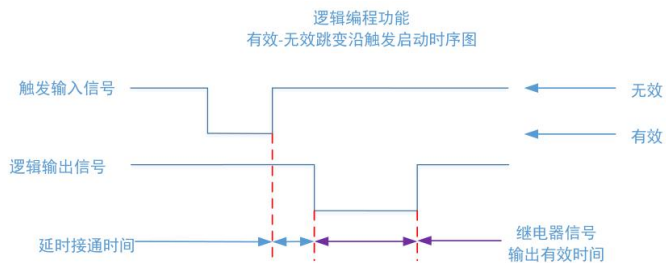 逻辑编程功能
有效-无效跳变沿触发启动时序图
触发输入信号
无效
有效
逻辑输出信号
延时接通时间
继电器信号
输出有效时间